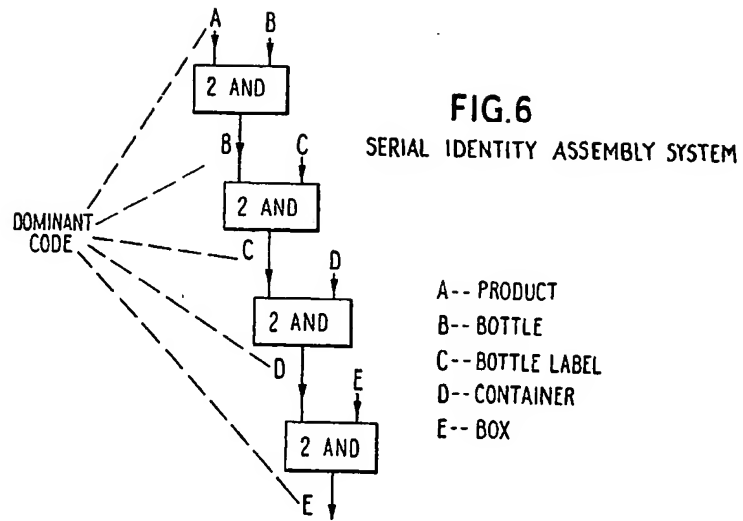 A B
2 AND
FIG.6
SERIAL IDENTITY ASSEMBLY SYSTEM
B C
2 AND
DOMINANT
CODE
C D
2 AND
D E
2 AND
E
A-- PRODUCT
B-- BOTTLE
C-- BOTTLE LABEL
D-- CONTAINER
E-- BOX